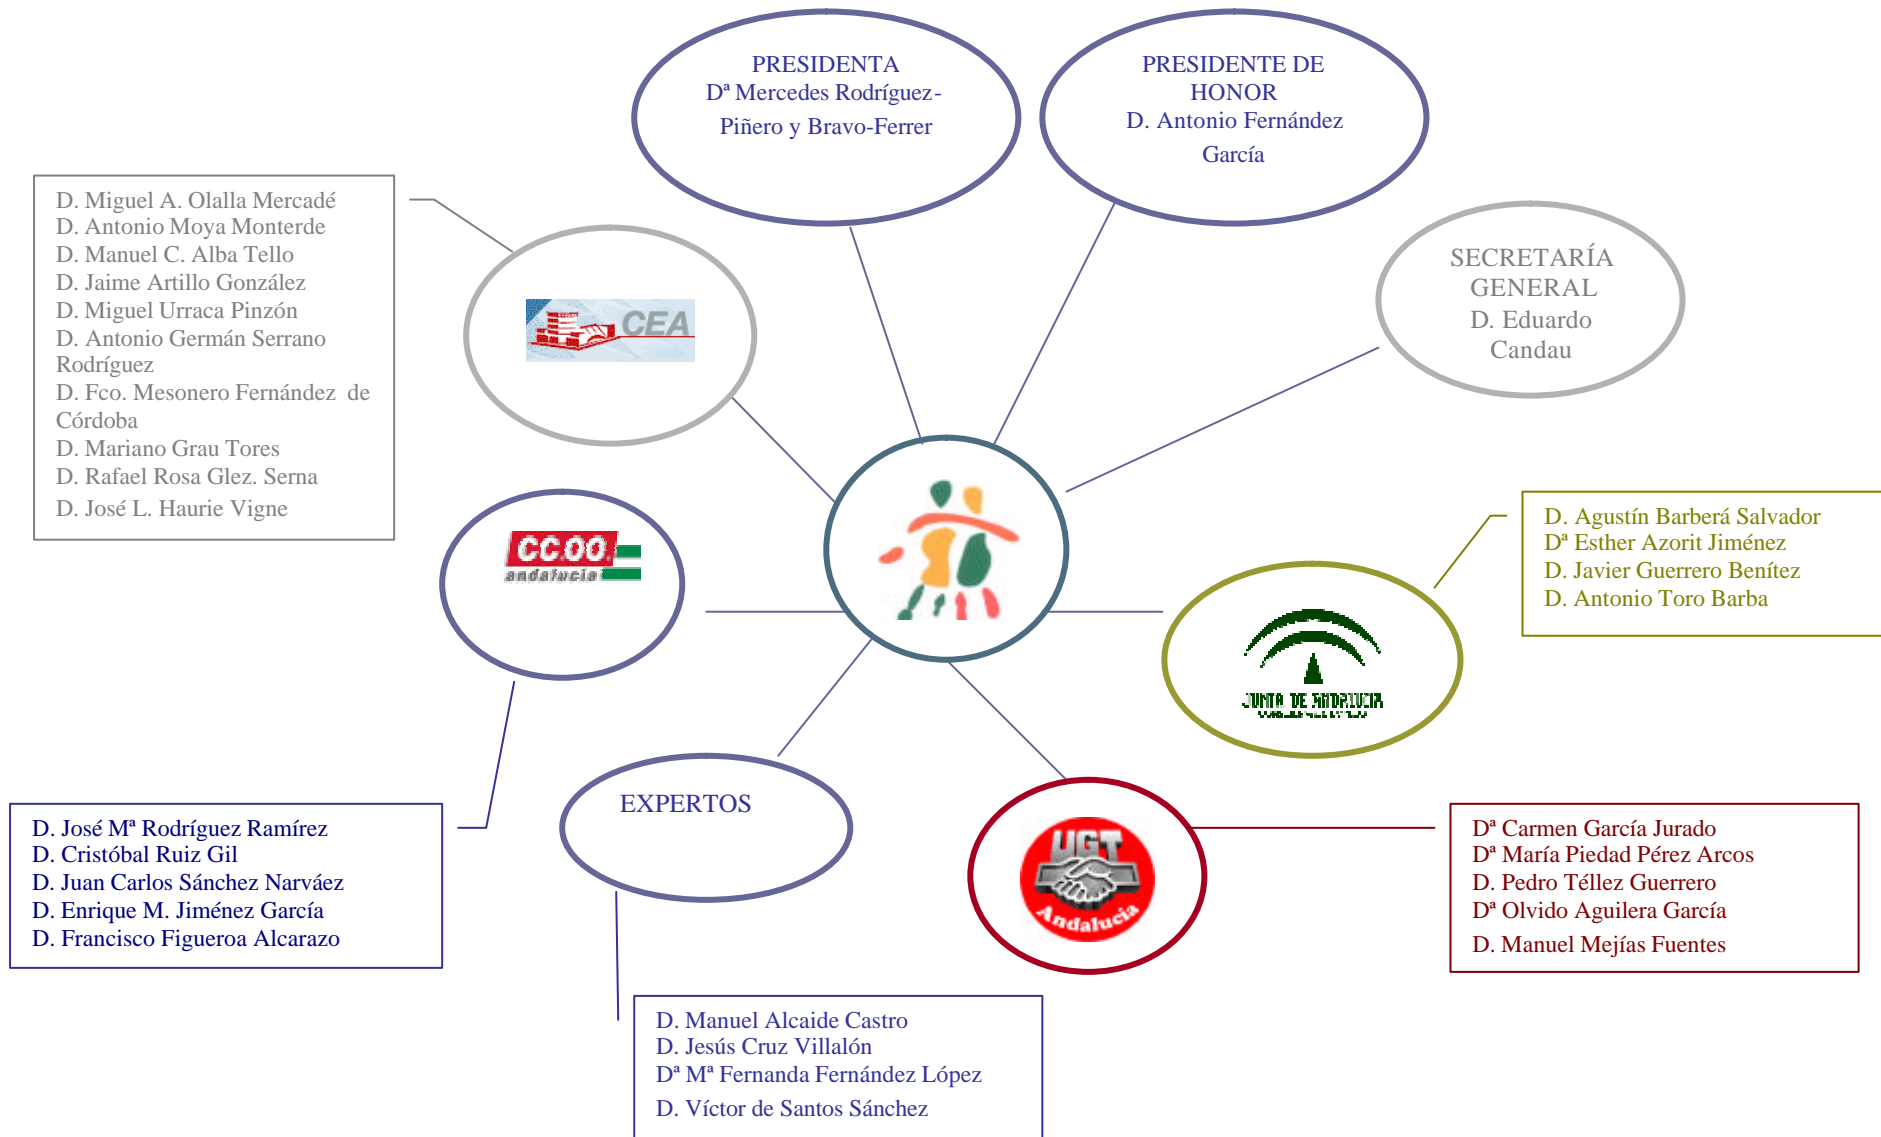 PRESIDENTA
Dª Mercedes Rodríguez-
Piñero y Bravo-Ferrer
PRESIDENTE DE
HONOR
D. Antonio Fernández
García
SECRETARÍA
GENERAL
D. Eduardo
Candau
D. Miguel A. Olalla Mercadé
D. Antonio Moya Monterde
D. Manuel C. Alba Tello
D. Jaime Artillo González
D. Miguel Urraca Pinzón
D. Antonio Germán Serrano
Rodríguez
D. Fco. Mesonero Fernández de
Córdoba
D. Mariano Grau Tores
D. Rafael Rosa Glez. Serna
D. José L. Haurie Vigne
CEA
CC.OO.
andalucia
D. Agustín Barberá Salvador
Dª Esther Azorit Jiménez
D. Javier Guerrero Benítez
D. Antonio Toro Barba
JUNTA DE ANDALUCIA
EXPERTOS
UGT
Andalucia
D. José Mª Rodríguez Ramírez
D. Cristóbal Ruiz Gil
D. Juan Carlos Sánchez Narváez
D. Enrique M. Jiménez García
D. Francisco Figueroa Alcarazo
Dª Carmen García Jurado
Dª María Piedad Pérez Arcos
D. Pedro Téllez Guerrero
Dª Olvido Aguilera García
D. Manuel Mejías Fuentes
D. Manuel Alcaide Castro
D. Jesús Cruz Villalón
Dª Mª Fernanda Fernández López
D. Víctor de Santos Sánchez